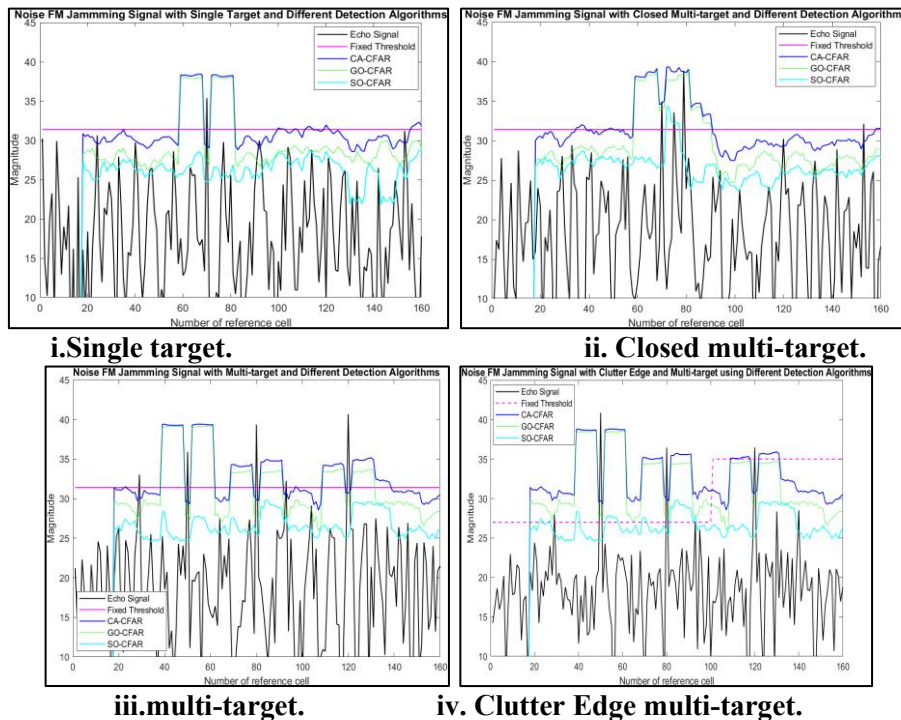 Noise FM Jammming Signal with Single Target and Different Detection Algorithms
45
40
35
30
25
20
15
10
Magnitude
Echo Signal
Fixed Threshold
CA-CFAR
GO-CFAR
SO-CFAR
0 20 40 60 80 100 120 140 160
Number of reference cell
Noise FM Jammming Signal with Closed Multi-target and Different Detection Algorithms
45
40
35
30
25
20
15
10
Magnitude
Echo Signal
Fixed Threshold
CA-CFAR
GO-CFAR
SO-CFAR
0 20 40 60 80 100 120 140 160
Number of reference cell
i.Single target.
ii. Closed multi-target.
Noise FM Jammming Signal with Multi-target and Different Detection Algorithms
45
40
35
30
25
20
15
10
Magnitude
Echo Signal
Fixed Threshold
CA-CFAR
GO-CFAR
SO-CFAR
0 20 40 60 80 100 120 140 160
Number of reference cell
Noise FM Jammming Signal with Clutter Edge and Multi-target using Different Detection Algorithms
45
40
35
30
25
20
15
10
Magnitude
Echo Signal
Fixed Threshold
CA-CFAR
GO-CFAR
SO-CFAR
0 20 40 60 80 100 120 140 160
Number of reference cell
iii.multi-target.
iv. Clutter Edge multi-target.